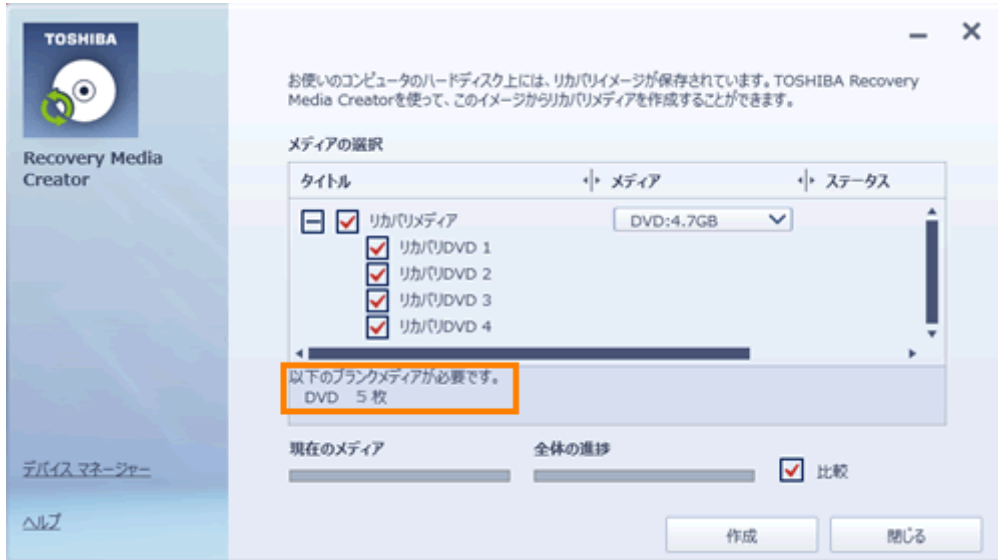 TOSHIBA
Recovery Media
Creator
デバイス マネージャー
ヘルプ
お使いのコンピュータのハードディスク上には、リカバリイメージが保存されています。TOSHIBA Recovery
Media Creatorを使って、このイメージからリカバリメディアを作成することができます。
メディアの選択
タイトル メディア ステータス
リカバリメディア DVD:4.7GB
リカバリDVD 1
リカバリDVD 2
リカバリDVD 3
リカバリDVD 4
以下のブランクメディアが必要です。
DVD 5 枚
現在のメディア 全体の進捗
比較
作成 閉じる